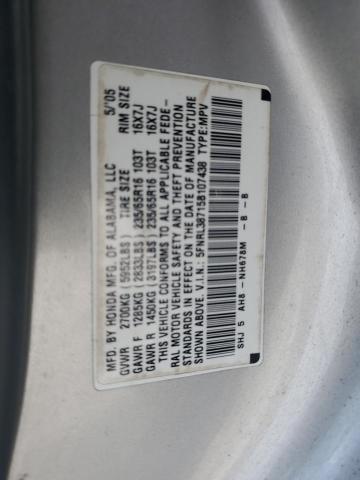 MFD. BY HONDA MFG. OF ALABAMA, LLC 5/'05
GVWR 2700KG (5952LBS) TIRE SIZE RIM SIZE
GAWR F 1285KG (2833LBS) 235/65R16 103T 16X7J
GAWR R 1450KG (3197LBS) 235/65R16 103T 16X7J
THIS VEHICLE CONFORMS TO ALL APPLICABLE FEDE-
RAL MOTOR VEHICLE SAFETY AND THEFT PREVENTION
STANDARDS IN EFFECT ON THE DATE OF MANUFACTURE
SHOWN ABOVE. V.I.N.: 5FNRL38715B107438 TYPE: MPV
SHJ 5 AH8 - NH678M - B - B